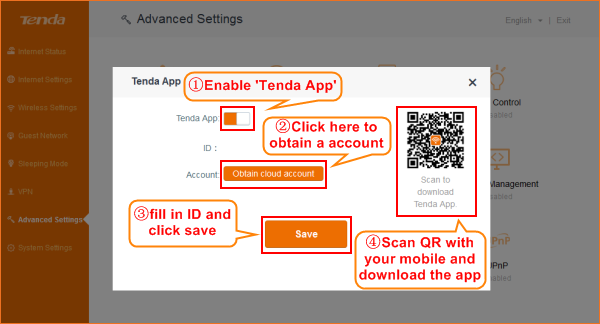 Tenda
Advanced Settings
English
Exit
Internet Status
Internet Settings
Wireless Settings
Guest Network
Sleeping Mode
VPN
Advanced Settings
System Settings
Tenda App
①Enable 'Tenda App'
Tenda App:
②Click here to
obtain a account
ID :
Account:
Obtain cloud account
③fill in ID and
click save
Save
Scan to
download
Tenda App
④Scan QR with
your mobile and
download the app
Control
Management